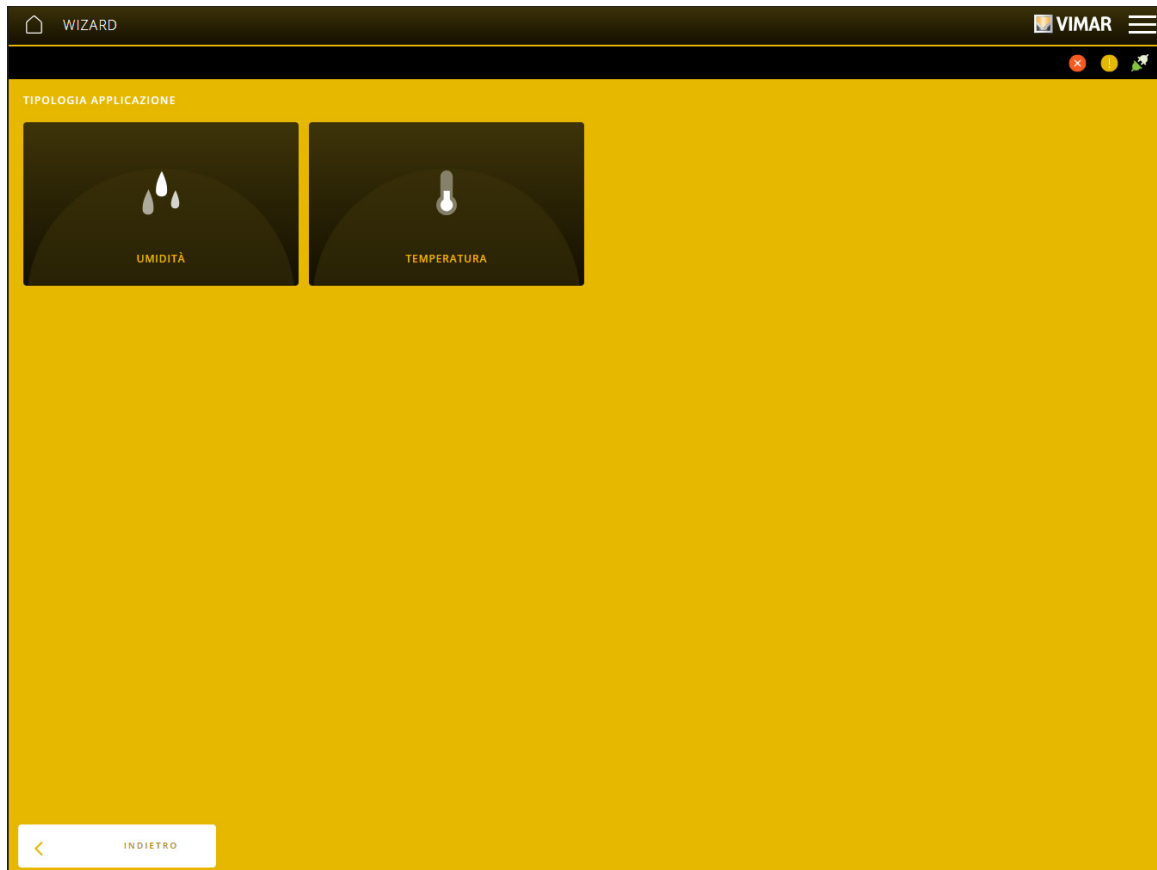 WIZARD
VIMAR
TIPOLOGIA APPLICAZIONE
UMIDITÀ
TEMPERATURA
INDIETRO